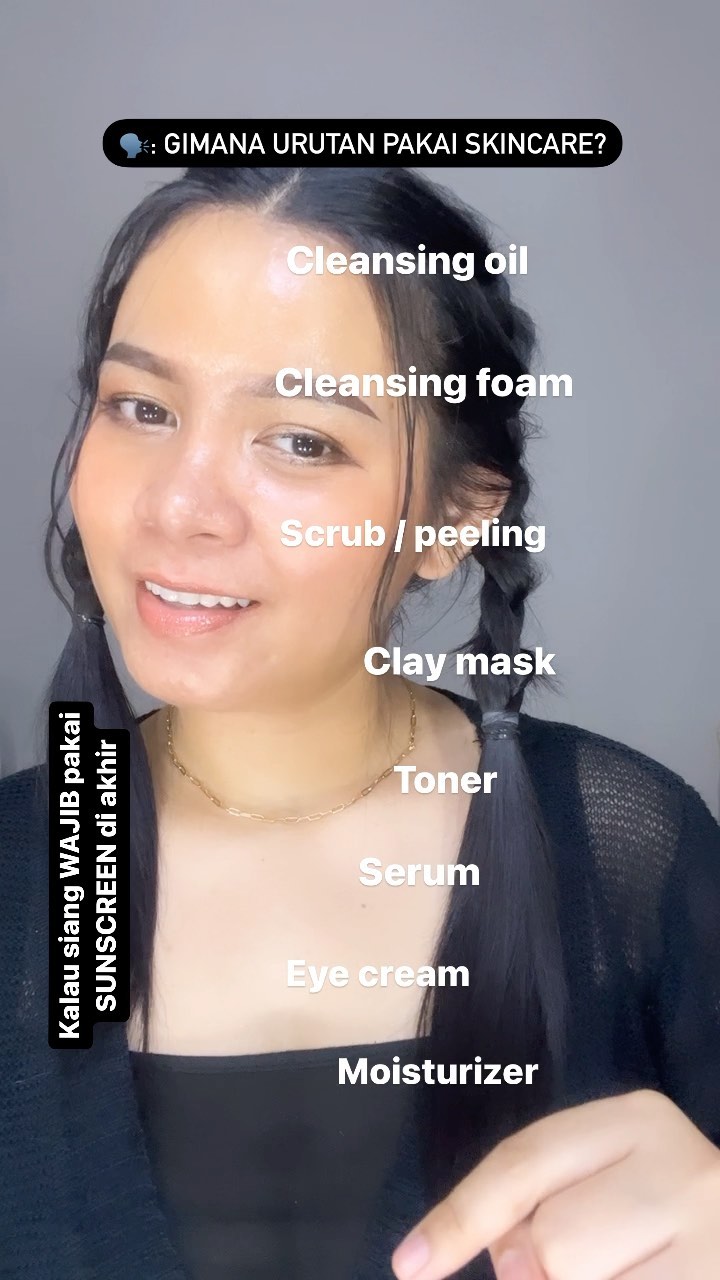 🗣️: GIMANA URUTAN PAKAI SKINCARE?
Cleansing oil
Cleansing foam
Scrub / peeling
Clay mask
Toner
Serum
Eye cream
Moisturizer
Kalau siang WAJIB pakai
SUNSCREEN di akhir